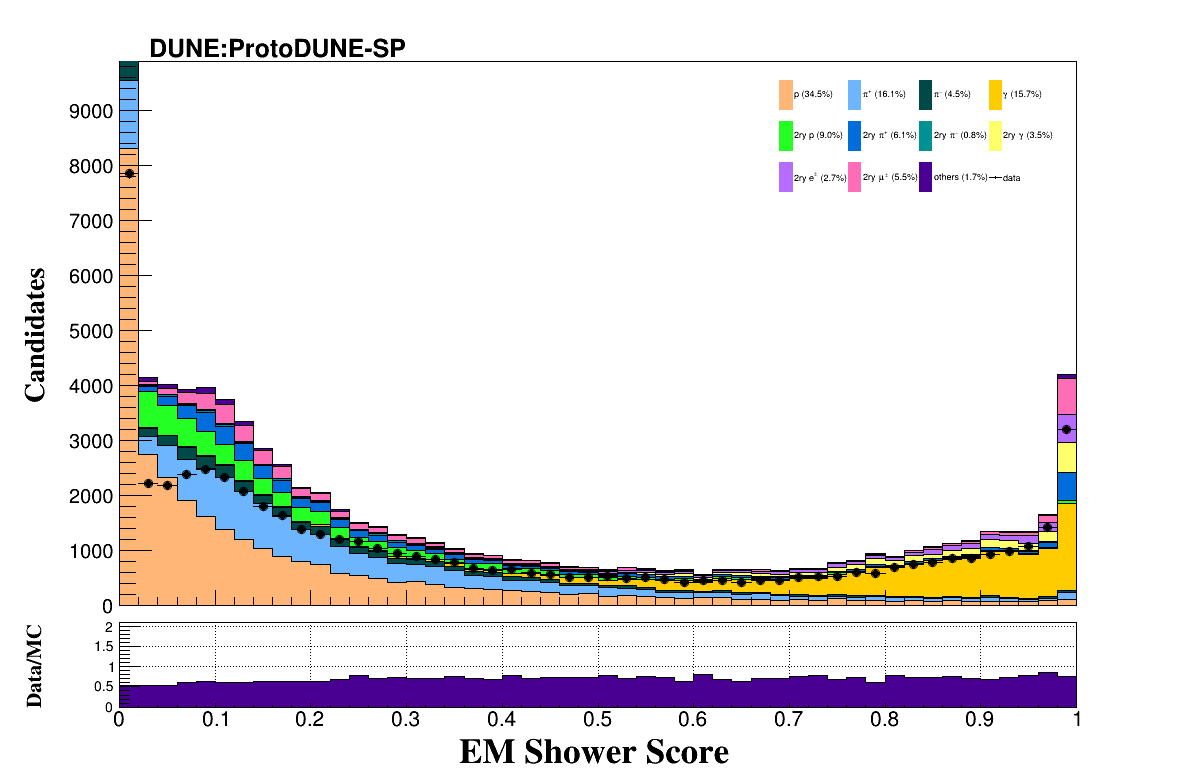 DUNE:ProtoDUNE-SP
p (34.5%) π⁺ (16.1%) π⁻ (4.5%) γ (15.7%)
2ry p (9.0%) 2ry π⁺ (6.1%) 2ry π⁻ (0.8%) 2ry γ (3.5%)
2ry e± (2.7%) 2ry μ± (5.5%) others (1.7%) data
Candidates
9000
8000
7000
6000
5000
4000
3000
2000
1000
0
Data/MC
2
1.5
1
0.5
0
0 0.1 0.2 0.3 0.4 0.5 0.6 0.7 0.8 0.9 1
EM Shower Score